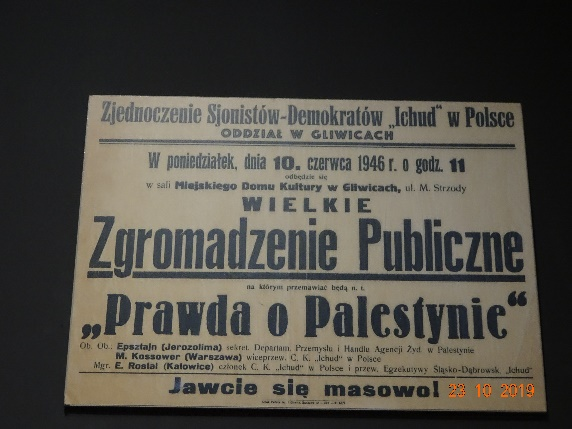 Zjednoczenie Sjonistów-Demokratów „Ichud" w Polsce
ODDZIAŁ W GLIWICACH
W poniedziałek, dnia 10. czerwca 1946 r. o godz. 11
odbędzie się
w sali Miejskiego Domu Kultury w Gliwicach, ul. M. Strzody
WIELKIE
Zgromadzenie Publiczne
na którym przemawiać będą n. t.
„Prawda o Palestynie"
Ob. Ob.: Epsztajn (Jerozolima) sekret. Departam. Przemysłu i Handlu Agencji Żyd. w Palestynie
M. Kossower (Warszawa) wiceprzew. C. K. „Ichud" w Polsce
Mgr. E. Rostal (Katowice) członek C. K. „Ichud" w Polsce i przew. Egzekutywy Śląsko-Dąbrowsk. „Ichud"
Jawcie się masowo!
22 10 2019